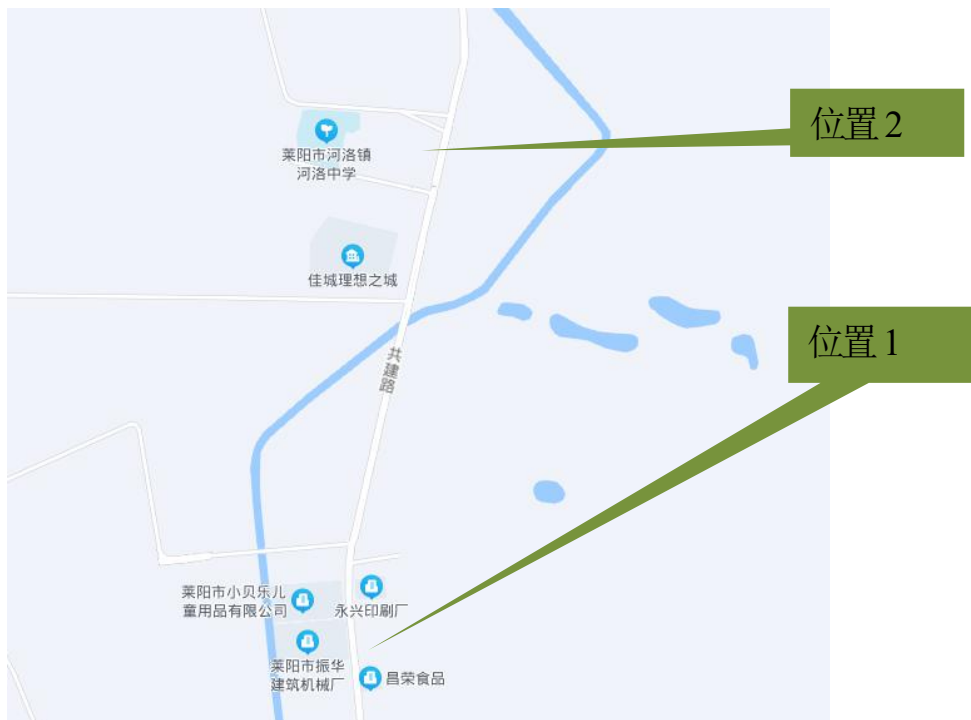 位置2
莱阳市河洛镇
河洛中学
佳城理想之城
位置1
共建路
莱阳市小贝乐儿
童用品有限公司
永兴印刷厂
莱阳市振华
建筑机械厂
昌荣食品